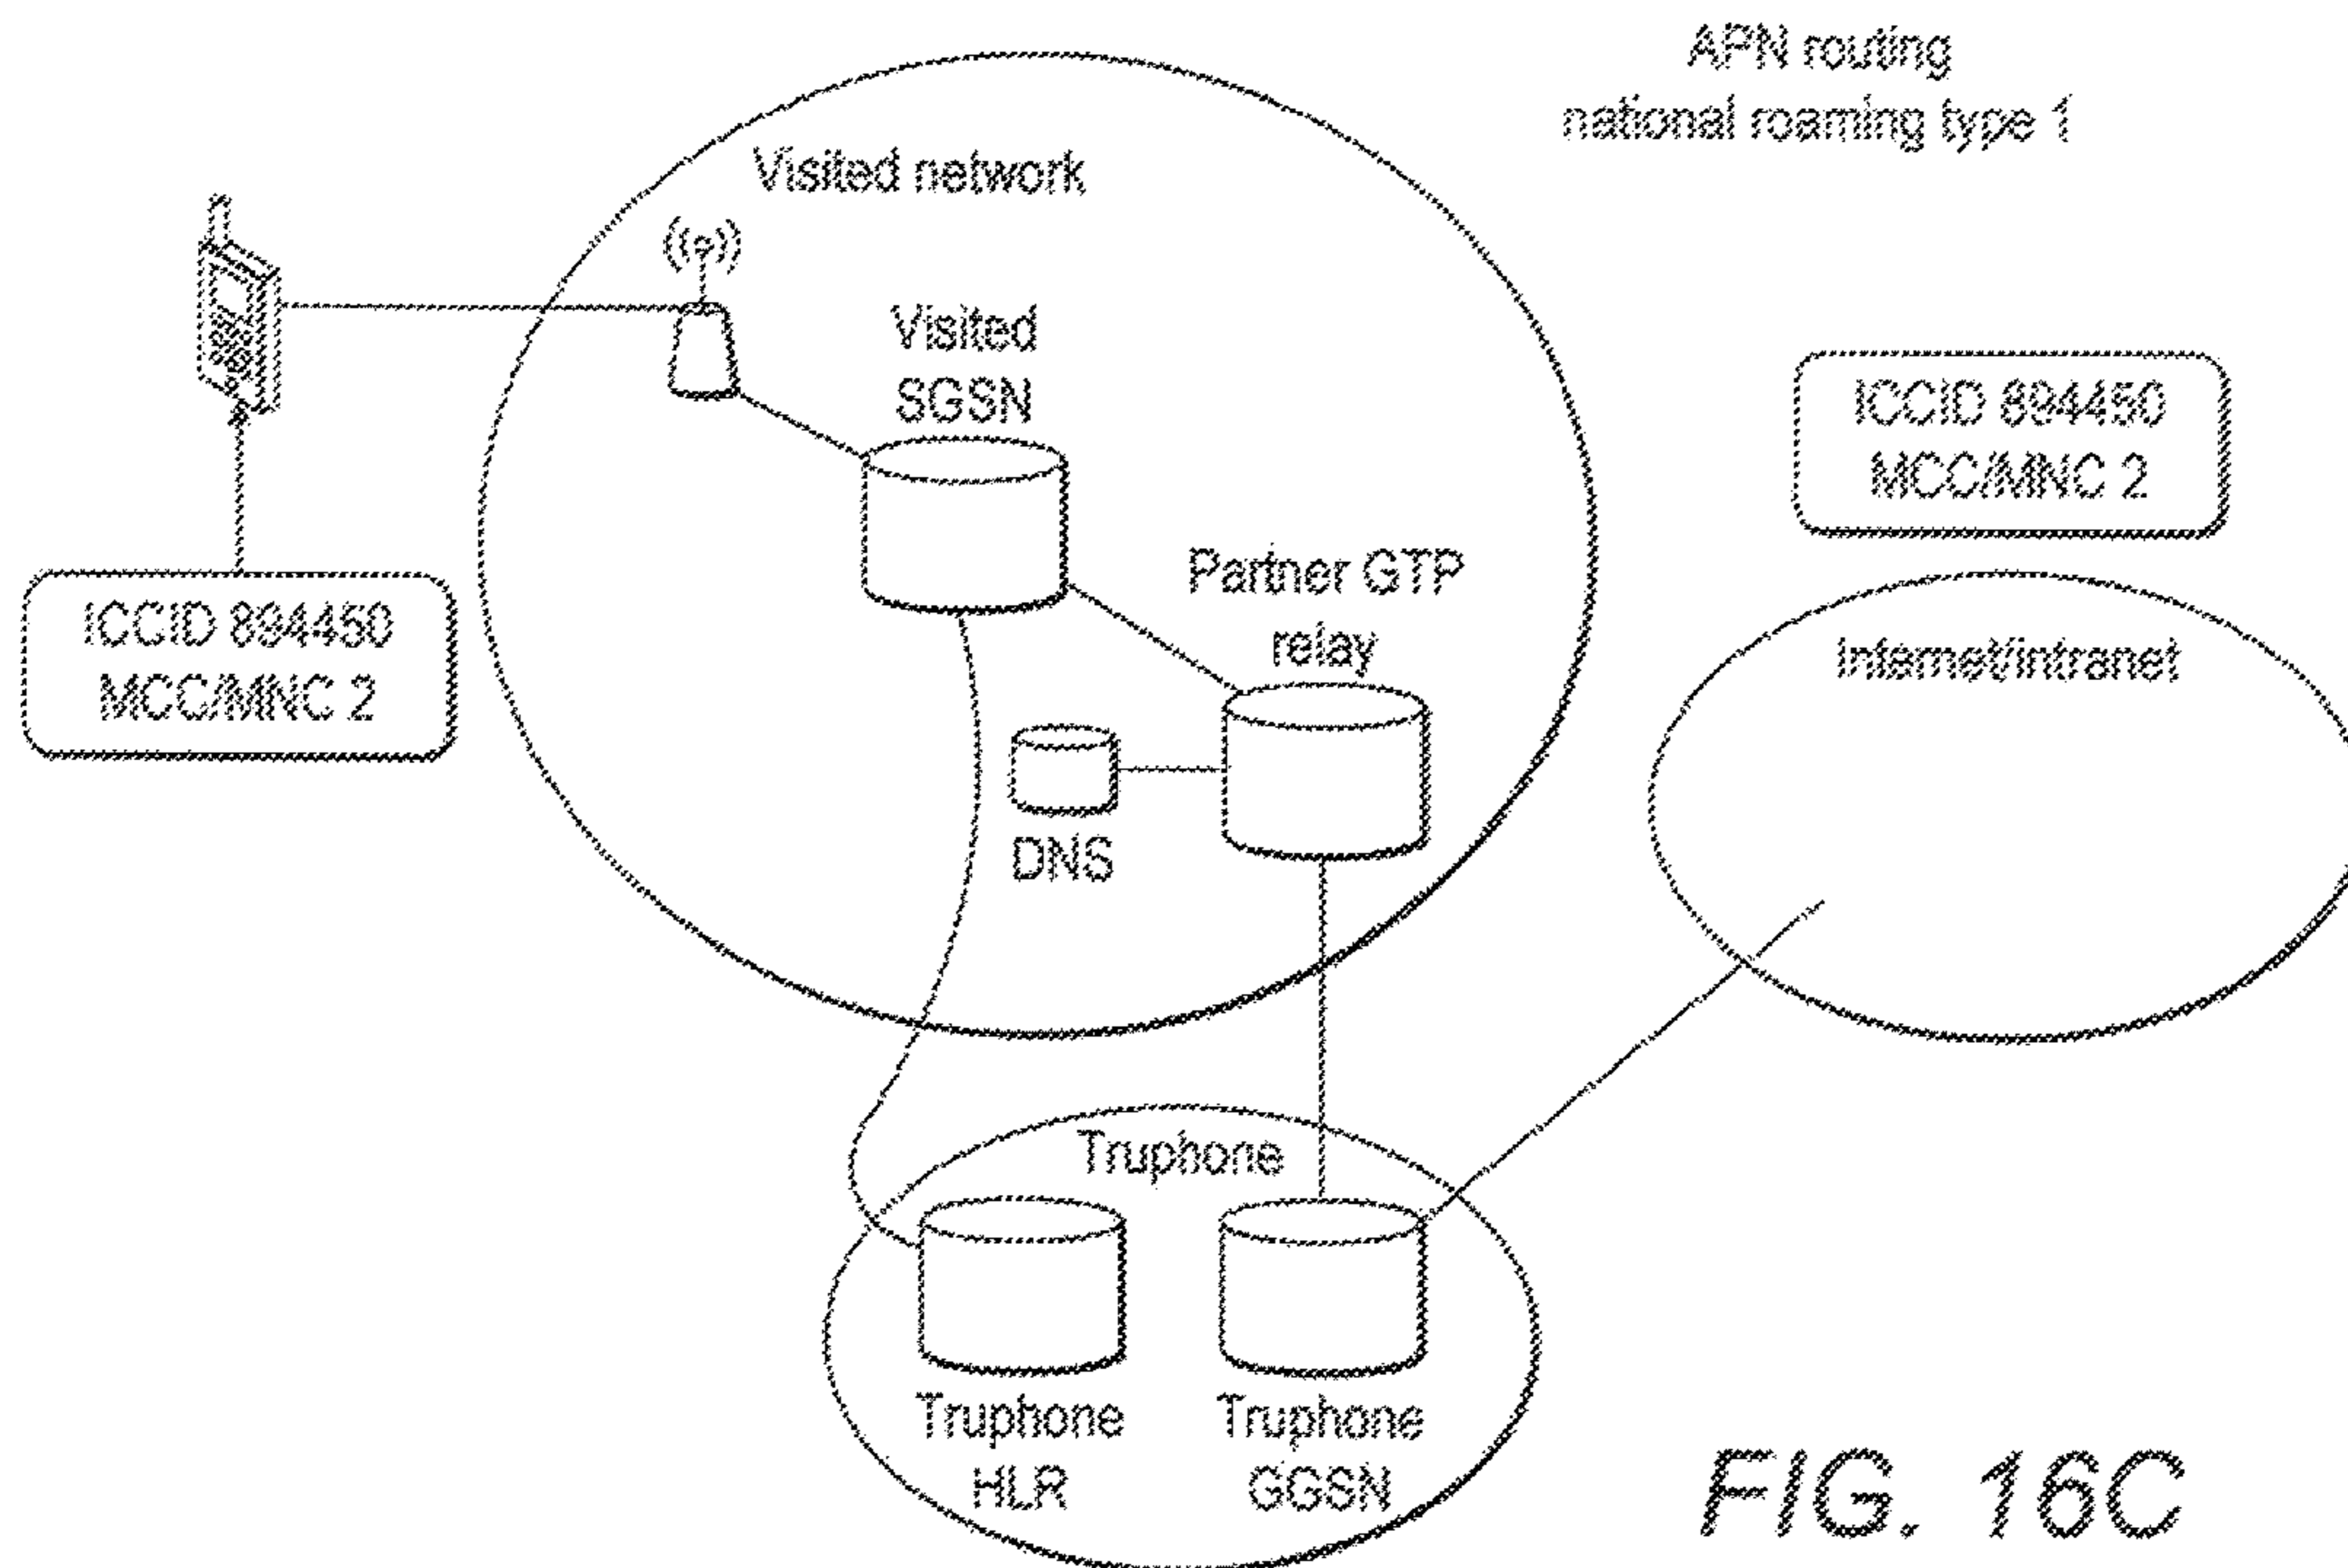 APN routing
national roaming type 1
Visited network
Visited
SGSN
ICCID 894450
MCC/MNC 2
Partner GTP
relay
ICCID 894450
MCC/MNC 2
Internet/intranet
DNS
Truphone
Truphone
HLR
Truphone
GGSN
FIG. 16C